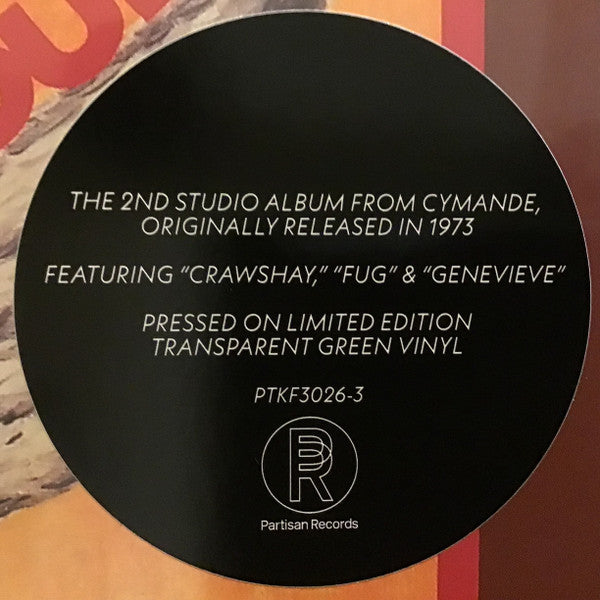 THE 2ND STUDIO ALBUM FROM CYMANDE,
ORIGINALLY RELEASED IN 1973
FEATURING “CRAWSHAY,” “FUG” & “GENEVIEVE”
PRESSED ON LIMITED EDITION
TRANSPARENT GREEN VINYL
PTKF3026-3
PR
Partisan Records